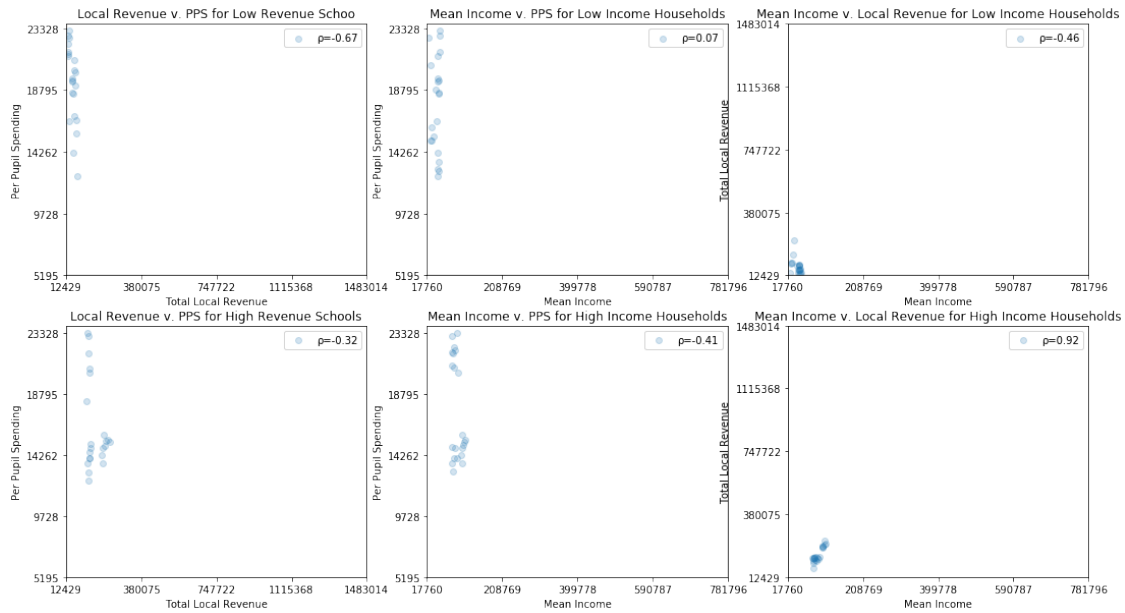 Local Revenue v. PPS for Low Revenue Schoo
ρ=-0.67
23328
18795
14262
9728
5195
Per Pupil Spending
12429 380075 747722 1115368 1483014
Total Local Revenue
Mean Income v. PPS for Low Income Households
ρ=0.07
23328
18795
14262
9728
5195
Per Pupil Spending
17760 208769 399778 590787 781796
Mean Income
Mean Income v. Local Revenue for Low Income Households
ρ=-0.46
1483014
1115368
747722
380075
12429
Total Local Revenue
17760 208769 399778 590787 781796
Mean Income
Local Revenue v. PPS for High Revenue Schools
ρ=-0.32
23328
18795
14262
9728
5195
Per Pupil Spending
12429 380075 747722 1115368 1483014
Total Local Revenue
Mean Income v. PPS for High Income Households
ρ=-0.41
23328
18795
14262
9728
5195
Per Pupil Spending
17760 208769 399778 590787 781796
Mean Income
Mean Income v. Local Revenue for High Income Households
ρ=0.92
1483014
1115368
747722
380075
12429
Total Local Revenue
17760 208769 399778 590787 781796
Mean Income